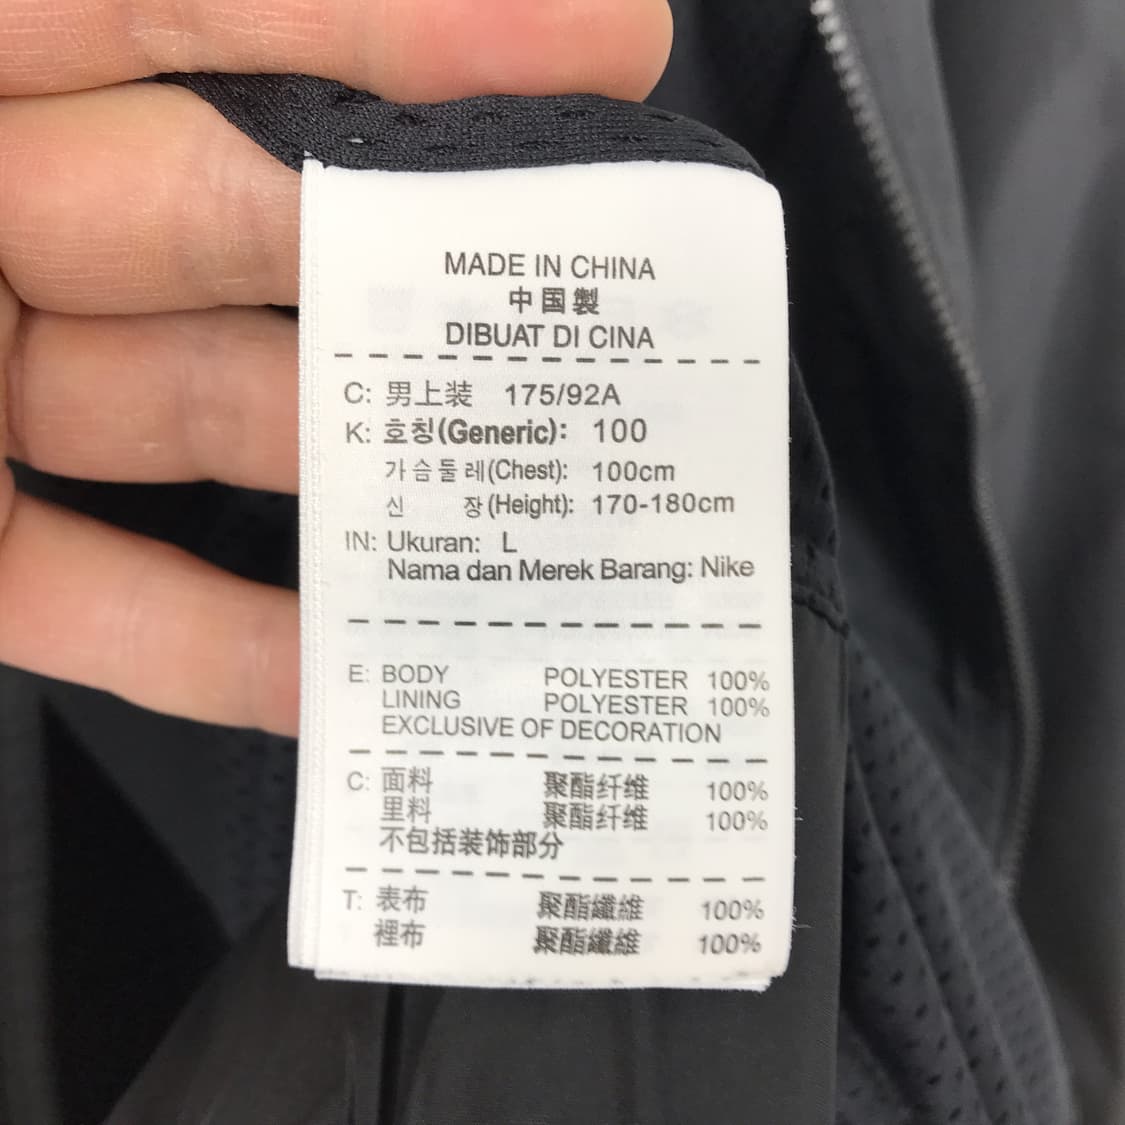 MADE IN CHINA
中国製
DIBUAT DI CINA
C: 男上装 175/92A
K: 호칭(Generic): 100
가슴둘레(Chest): 100cm
신 장(Height): 170-180cm
IN: Ukuran: L
Nama dan Merek Barang: Nike
E: BODY POLYESTER 100%
LINING POLYESTER 100%
EXCLUSIVE OF DECORATION
C: 面料 聚酯纤维 100%
里料 聚酯纤维 100%
不包括装饰部分
T: 表布 聚酯纖維 100%
裡布 聚酯纖維 100%